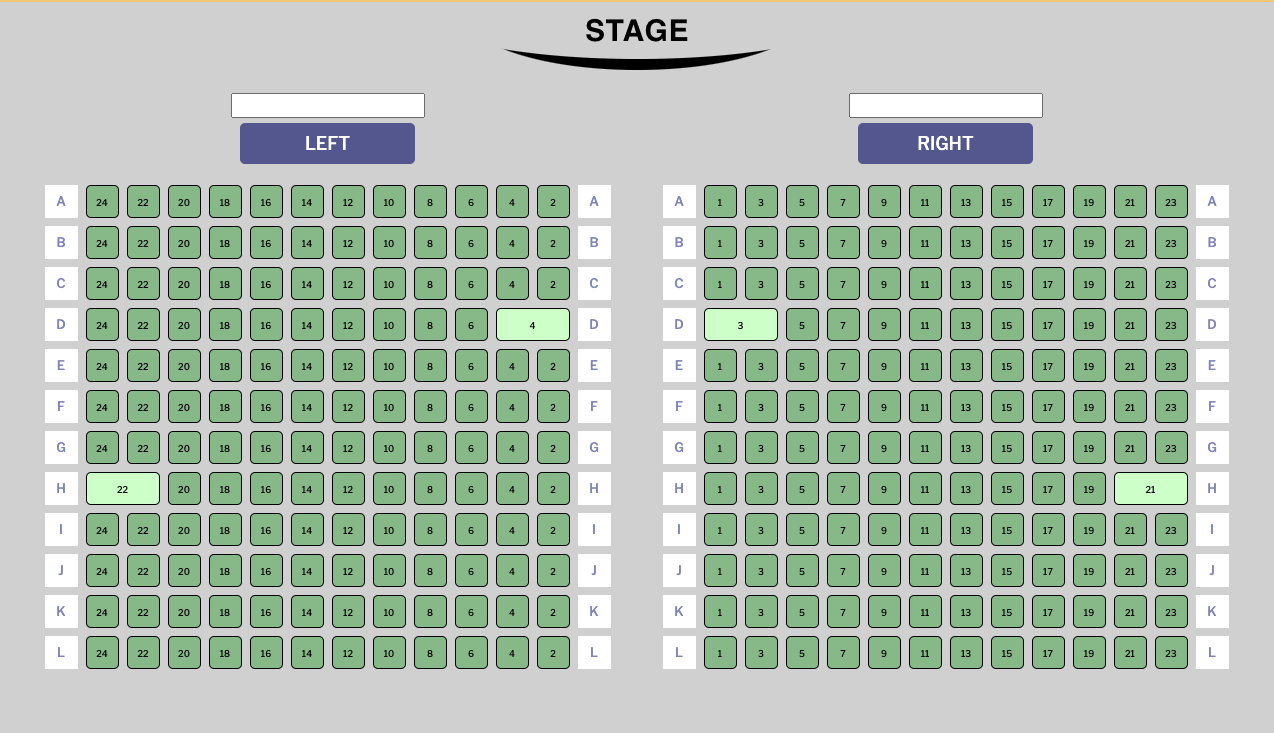 STAGE
LEFT RIGHT
A 24 22 20 18 16 14 12 10 8 6 4 2 A A 1 3 5 7 9 11 13 15 17 19 21 23 A
B 24 22 20 18 16 14 12 10 8 6 4 2 B B 1 3 5 7 9 11 13 15 17 19 21 23 B
C 24 22 20 18 16 14 12 10 8 6 4 2 C C 1 3 5 7 9 11 13 15 17 19 21 23 C
D 24 22 20 18 16 14 12 10 8 6 4 D D 3 5 7 9 11 13 15 17 19 21 23 D
E 24 22 20 18 16 14 12 10 8 6 4 2 E E 1 3 5 7 9 11 13 15 17 19 21 23 E
F 24 22 20 18 16 14 12 10 8 6 4 2 F F 1 3 5 7 9 11 13 15 17 19 21 23 F
G 24 22 20 18 16 14 12 10 8 6 4 2 G G 1 3 5 7 9 11 13 15 17 19 21 23 G
H 22 20 18 16 14 12 10 8 6 4 2 H H 1 3 5 7 9 11 13 15 17 19 21 H
I 24 22 20 18 16 14 12 10 8 6 4 2 I I 1 3 5 7 9 11 13 15 17 19 21 23 I
J 24 22 20 18 16 14 12 10 8 6 4 2 J J 1 3 5 7 9 11 13 15 17 19 21 23 J
K 24 22 20 18 16 14 12 10 8 6 4 2 K K 1 3 5 7 9 11 13 15 17 19 21 23 K
L 24 22 20 18 16 14 12 10 8 6 4 2 L L 1 3 5 7 9 11 13 15 17 19 21 23 L